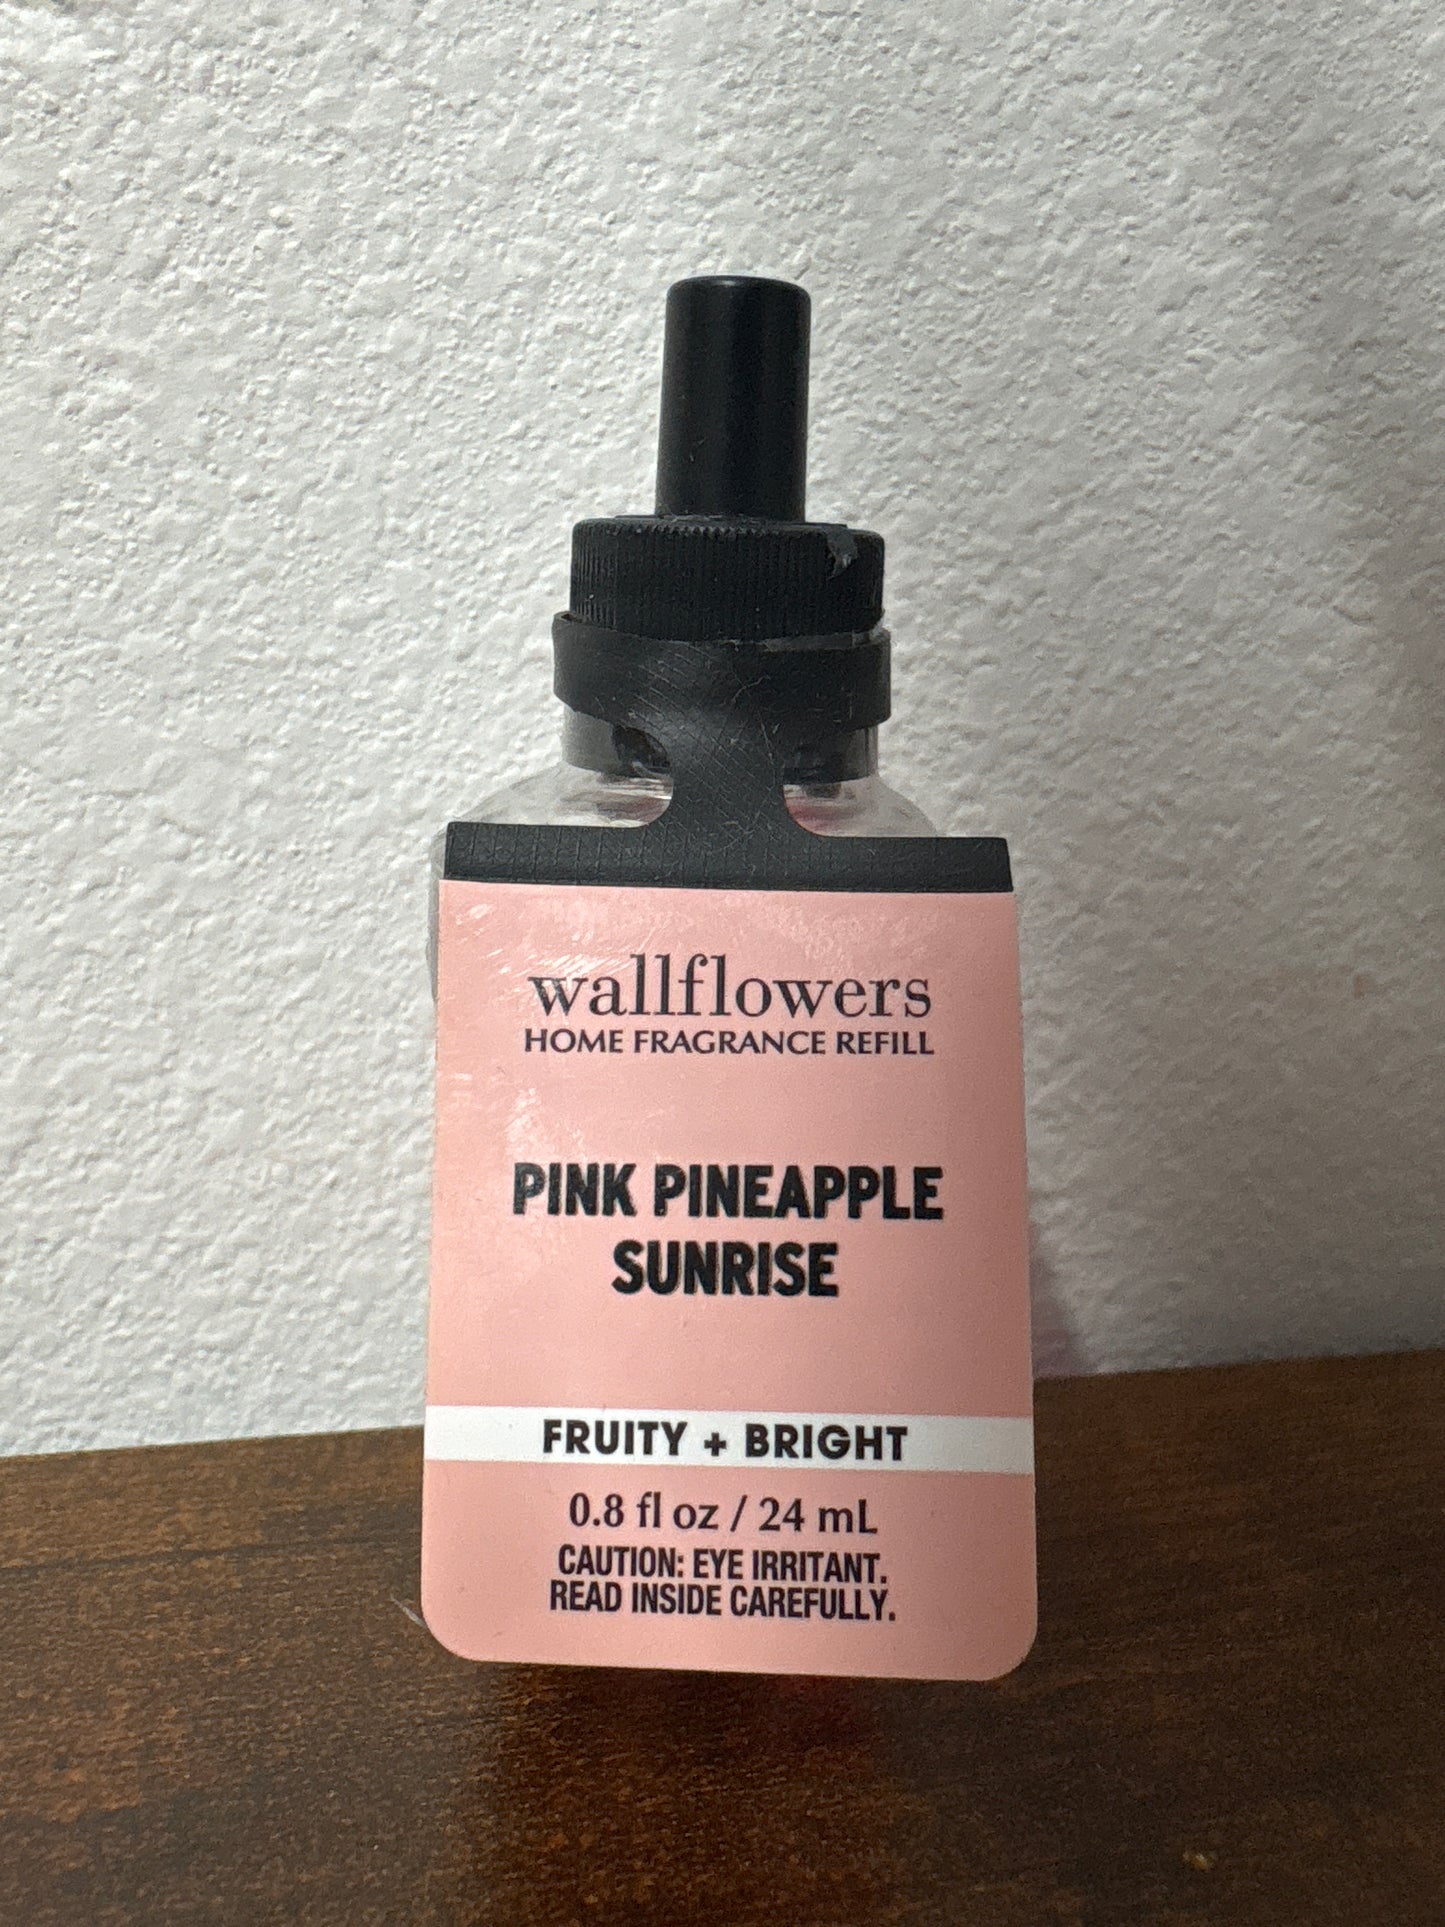 wallflowers
HOME FRAGRANCE REFILL
PINK PINEAPPLE
SUNRISE
FRUITY + BRIGHT
0.8 fl oz / 24 mL
CAUTION: EYE IRRITANT.
READ INSIDE CAREFULLY.